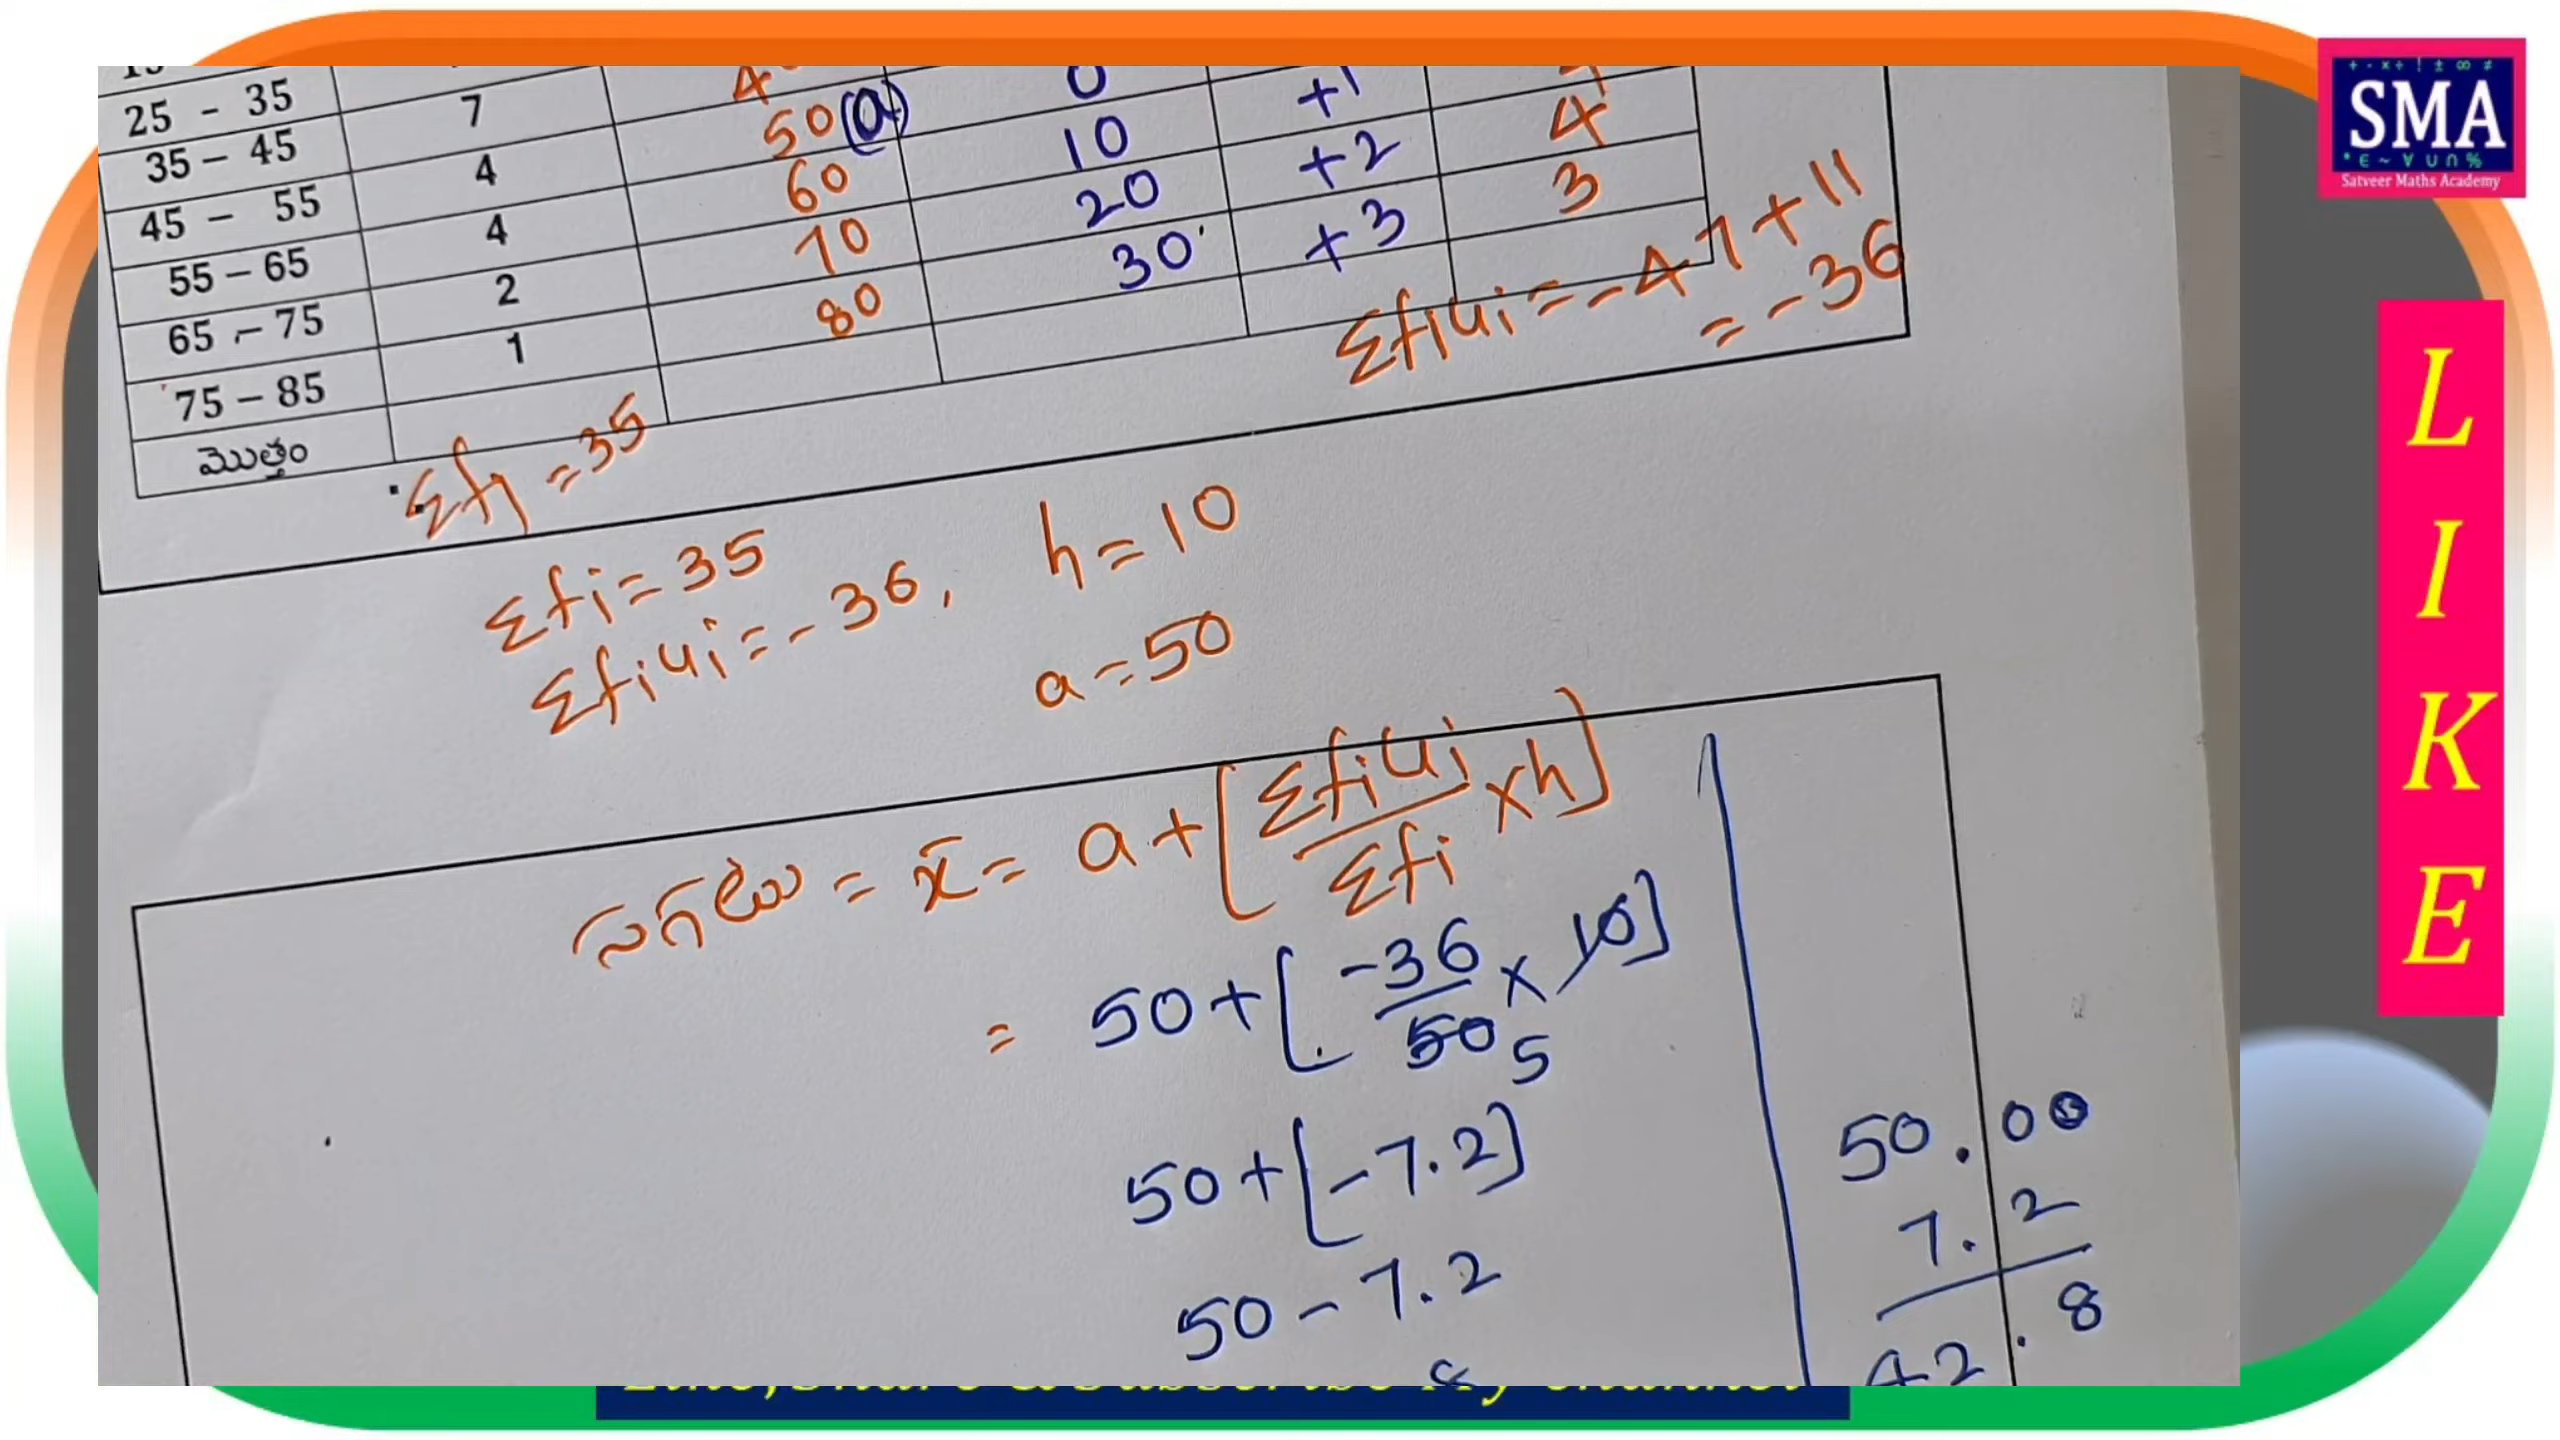 25 - 35 7 50 (a) 0 +1
35 – 45 4 60 10 +2 4
45 – 55 4 70 20 +3 3
55 – 65 2 80 30
65 – 75 1
75 – 85
మొత్తం Σfi = 35 Σfiui = -47+11
= -36
Σfi = 35
Σfiui = -36, h = 10
a = 50
సగటు = x̄ = a + [Σfiui/Σfi × h]
= 50 + [-36/50 × 10]
5
50 + [-7.2]
50 - 7.2
50.00
7.2
42.8
+ - × ÷ ! ± ∞ ≠
SMA
Satveer Maths Academy
L
I
K
E